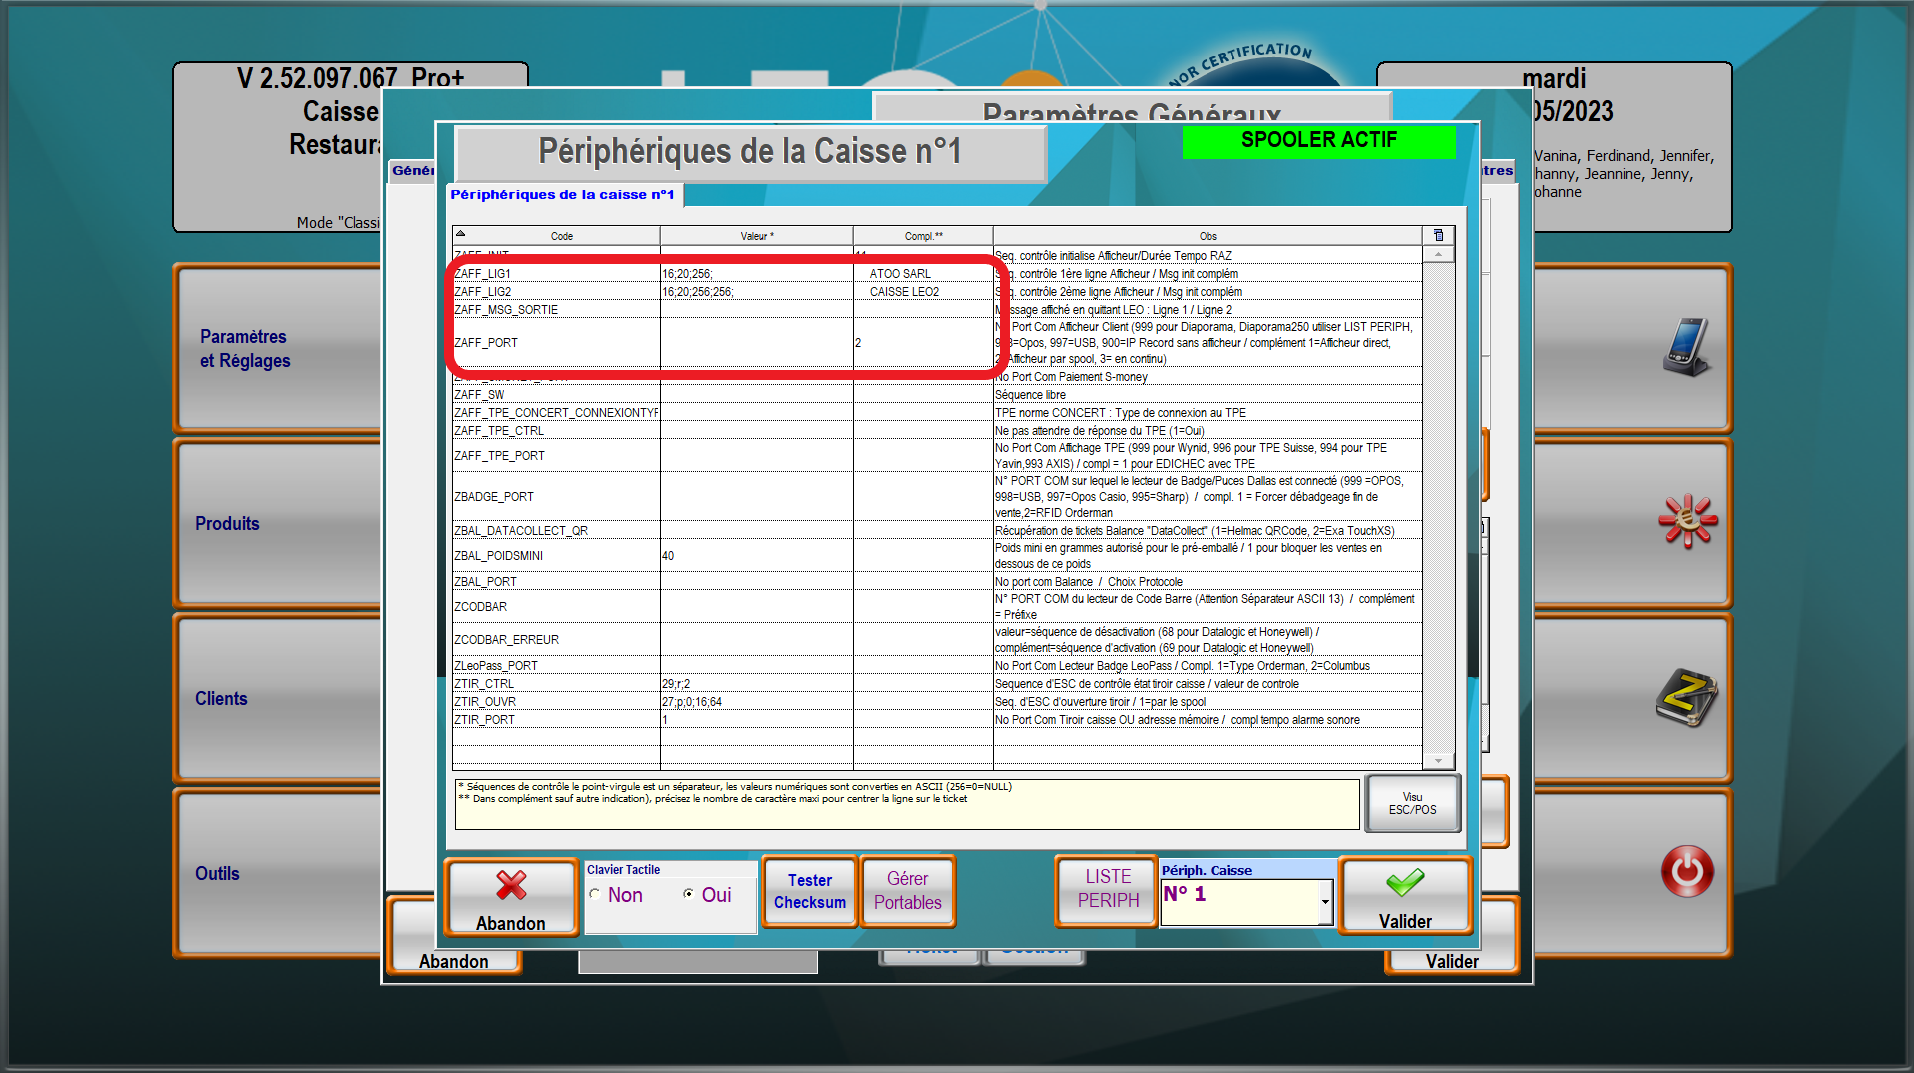 NOR CERTIFICATION
V 2.52.097.067 Pro+
Caisse
Restaura
Mode "Classi
mardi
05/2023
Vanina, Ferdinand, Jennifer,
hanny, Jeannine, Jenny,
ohanne
Paramètres Généraux
Génér
tres
Périphériques de la Caisse n°1
SPOOLER ACTIF
Périphériques de la caisse n°1
Code Valeur * Compl.** Obs
ZAFF_INIT 11 Seq. contrôle initialise Afficheur/Durée Tempo RAZ
ZAFF_LIG1 16;20;256; ATOO SARL Seq. contrôle 1ére ligne Afficheur / Msg init complém
ZAFF_LIG2 16;20;256;256; CAISSE LEO2 Seq. contrôle 2ème ligne Afficheur / Msg init complém
ZAFF_MSG_SORTIE Message affiché en quittant LEO : Ligne 1 / Ligne 2
ZAFF_PORT 2 No Port Com Afficheur Client (999 pour Diaporama, Diaporama250 utiliser LIST PERIPH,
998=Opos, 997=USB, 900=IP Record sans afficheur / complément 1=Afficheur direct,
2=Afficheur par spool, 3= en continu)
No Port Com Paiement S-money
ZAFF_SW Séquence libre
ZAFF_TPE_CONCERT_CONNEXIONTYF TPE norme CONCERT : Type de connexion au TPE
ZAFF_TPE_CTRL Ne pas attendre de réponse du TPE (1=Oui)
ZAFF_TPE_PORT No Port Com Affichage TPE (999 pour Wynid, 996 pour TPE Suisse, 994 pour TPE
Yavin,993 AXIS) / compl = 1 pour EDICHEC avec TPE
ZBADGE_PORT N° PORT COM sur lequel le lecteur de Badge/Puces Dallas est connecté (999 =OPOS,
998=USB, 997=Opos Casio, 995=Sharp) / compl. 1 = Forcer débadgeage fin de
vente,2=RFID Orderman
ZBAL_DATACOLLECT_QR Récupération de tickets Balance "DataCollect" (1=Helmac QRCode, 2=Exa TouchXS)
ZBAL_POIDSMINI 40 Poids mini en grammes autorisé pour le pré-emballé / 1 pour bloquer les ventes en
dessous de ce poids
ZBAL_PORT No port com Balance / Choix Protocole
ZCODBAR N° PORT COM du lecteur de Code Barre (Attention Séparateur ASCII 13) / complément
= Préfixe
ZCODBAR_ERREUR valeur=séquence de désactivation (68 pour Datalogic et Honeywell) /
complément=séquence d'activation (69 pour Datalogic et Honeywell)
ZLeoPass_PORT No Port Com Lecteur Badge LeoPass / Compl. 1=Type Orderman, 2=Columbus
ZTIR_CTRL 29;r;2 Sequence d'ESC de contrôle état tiroir caisse / valeur de controle
ZTIR_OUVR 27;p;0;16;64 Seq. d'ESC d'ouverture tiroir / 1=par le spool
ZTIR_PORT 1 No Port Com Tiroir caisse OU adresse mémoire / compl tempo alarme sonore
* Séquences de contrôle le point-virgule est un séparateur, les valeurs numériques sont converties en ASCII (256=0=NULL)
** Dans complément sauf autre indication), précisez le nombre de caractère maxi pour centrer la ligne sur le ticket
Visu
ESC/POS
Abandon
Clavier Tactile
Non Oui
Tester
Checksum
Gérer
Portables
LISTE
PERIPH
Périph. Caisse
N° 1
Valider
Abandon
Ticket
Gestion
Valider
Paramètres
et Réglages
Produits
Clients
Outils
Z